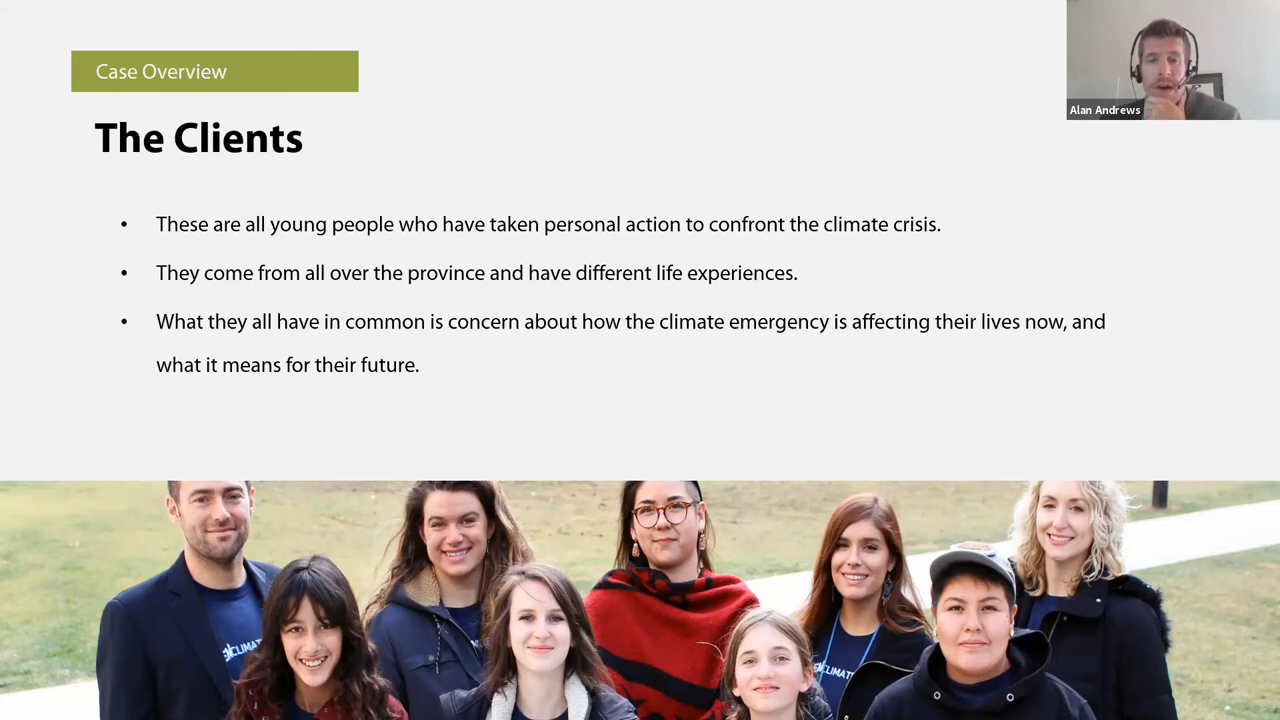 Case Overview
Alan Andrews
The Clients
• These are all young people who have taken personal action to confront the climate crisis.
• They come from all over the province and have different life experiences.
• What they all have in common is concern about how the climate emergency is affecting their lives now, and
what it means for their future.
CLIMATE
CLIMAT